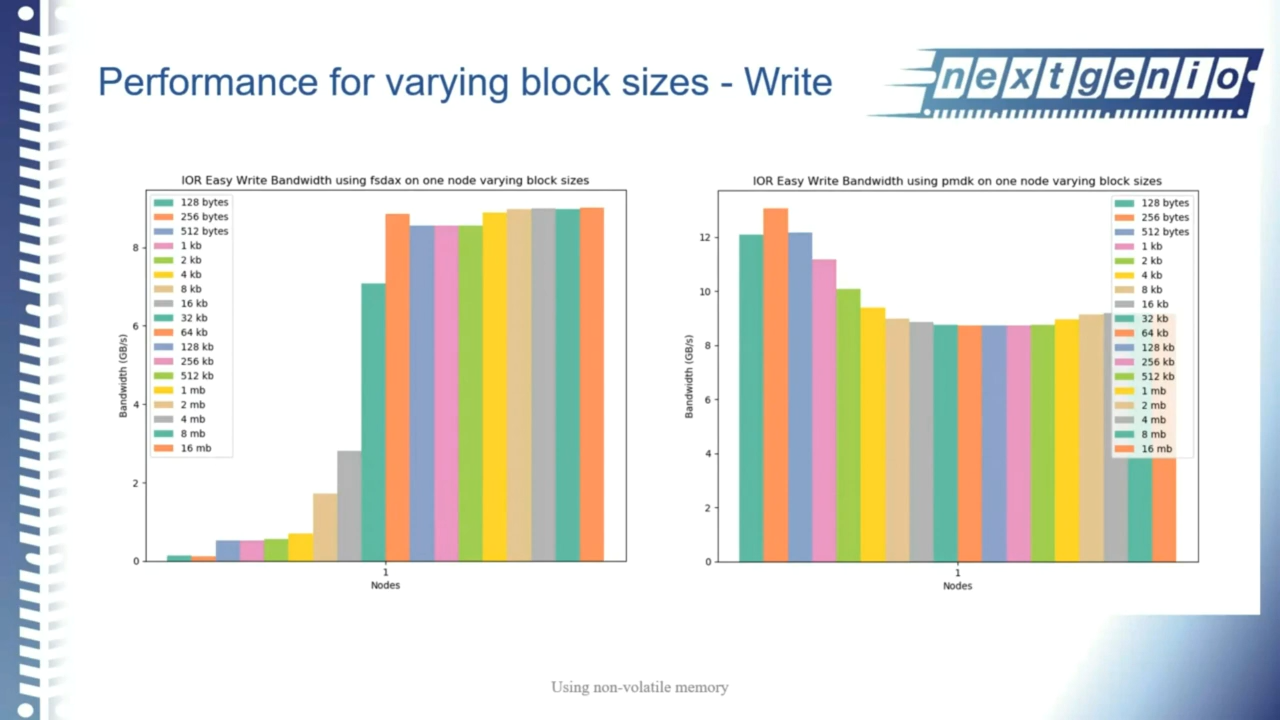 Performance for varying block sizes - Write
nextgenio
IOR Easy Write Bandwidth using fsdax on one node varying block sizes
128 bytes
256 bytes
512 bytes
1 kb
2 kb
4 kb
8 kb
16 kb
32 kb
64 kb
128 kb
256 kb
512 kb
1 mb
2 mb
4 mb
8 mb
16 mb
8
6
4
2
0
Bandwidth (GB/s)
1
Nodes
IOR Easy Write Bandwidth using pmdk on one node varying block sizes
128 bytes
256 bytes
512 bytes
1 kb
2 kb
4 kb
8 kb
16 kb
32 kb
64 kb
128 kb
256 kb
512 kb
1 mb
2 mb
4 mb
8 mb
16 mb
12
10
8
6
4
2
0
Bandwidth (GB/s)
1
Nodes
Using non-volatile memory